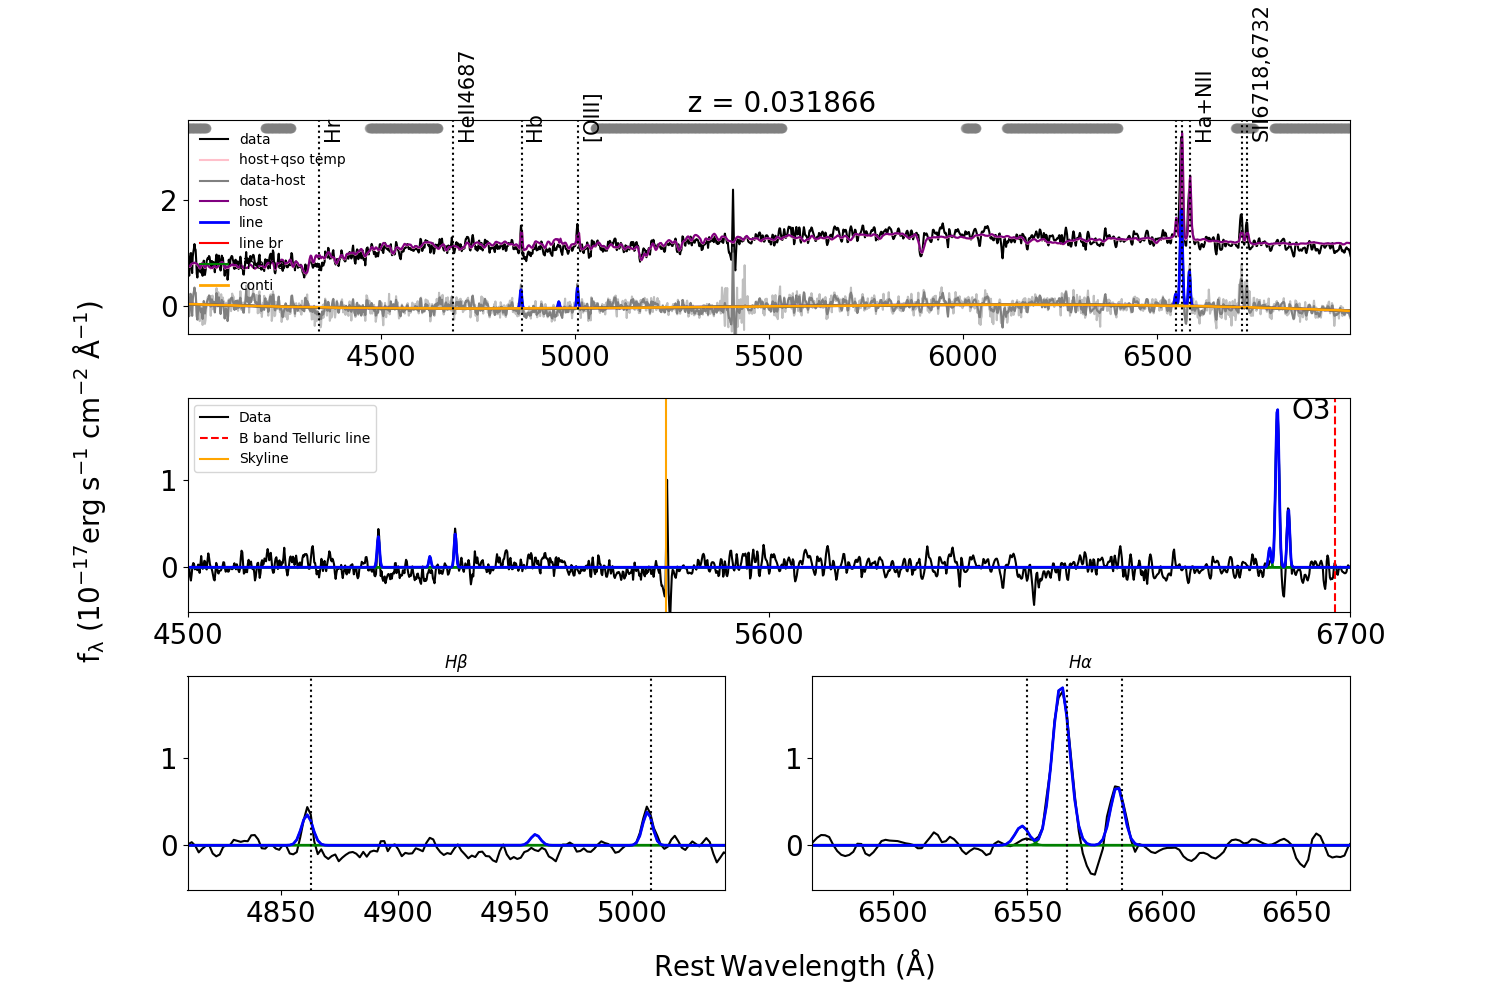 z = 0.031866
Hr
HeII4687
Hb
[OIII]
Ha+NII
SII6718,6732
data
host+qso temp
data-host
host
line
line br
conti
2
0
4500 5000 5500 6000 6500
fλ (10−17erg s−1 cm−2 Å−1)
Data
B band Telluric line
Skyline
O3
1
0
4500 5600 6700
Hβ
1
0
4850 4900 4950 5000
Hα
1
0
6500 6550 6600 6650
Rest Wavelength (Å)